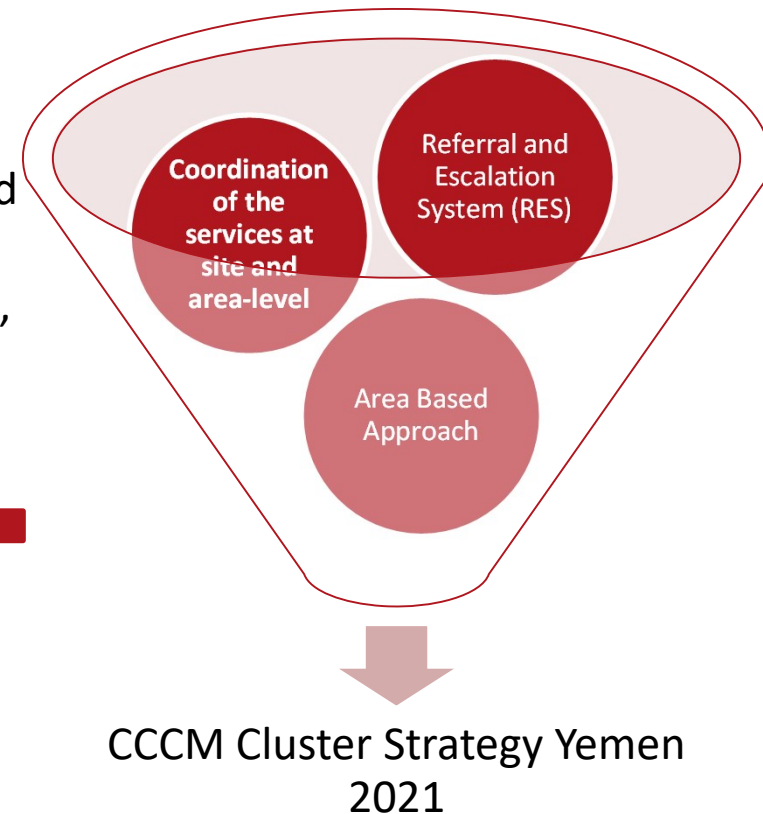 d
,
Coordination
of the
services at
site and
area-level
Referral and
Escalation
System (RES)
Area Based
Approach
CCCM Cluster Strategy Yemen
2021